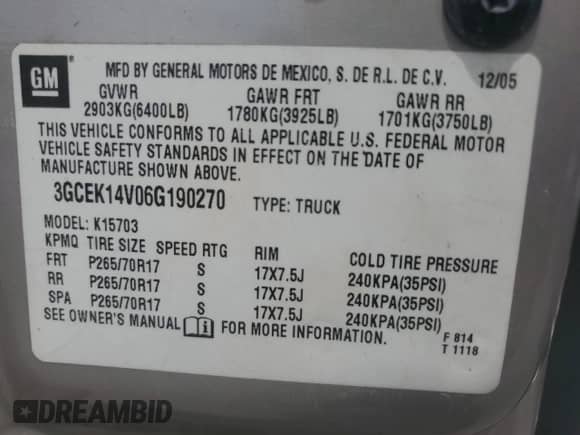 GM
MFD BY GENERAL MOTORS DE MEXICO, S. DE R.L. DE C.V. 12/05
GVWR GAWR FRT GAWR RR
2903KG(6400LB) 1780KG(3925LB) 1701KG(3750LB)
THIS VEHICLE CONFORMS TO ALL APPLICABLE U.S. FEDERAL MOTOR
VEHICLE SAFETY STANDARDS IN EFFECT ON THE DATE OF
MANUFACTURE SHOWN ABOVE.
3GCEK14V06G190270 TYPE: TRUCK
MODEL: K15703
KPMQ TIRE SIZE SPEED RTG RIM COLD TIRE PRESSURE
FRT P265/70R17 S 17X7.5J 240KPA(35PSI)
RR P265/70R17 S 17X7.5J 240KPA(35PSI)
SPA P265/70R17 S 17X7.5J 240KPA(35PSI)
SEE OWNER'S MANUAL FOR MORE INFORMATION.
F 814
T 1118
DREAMBID